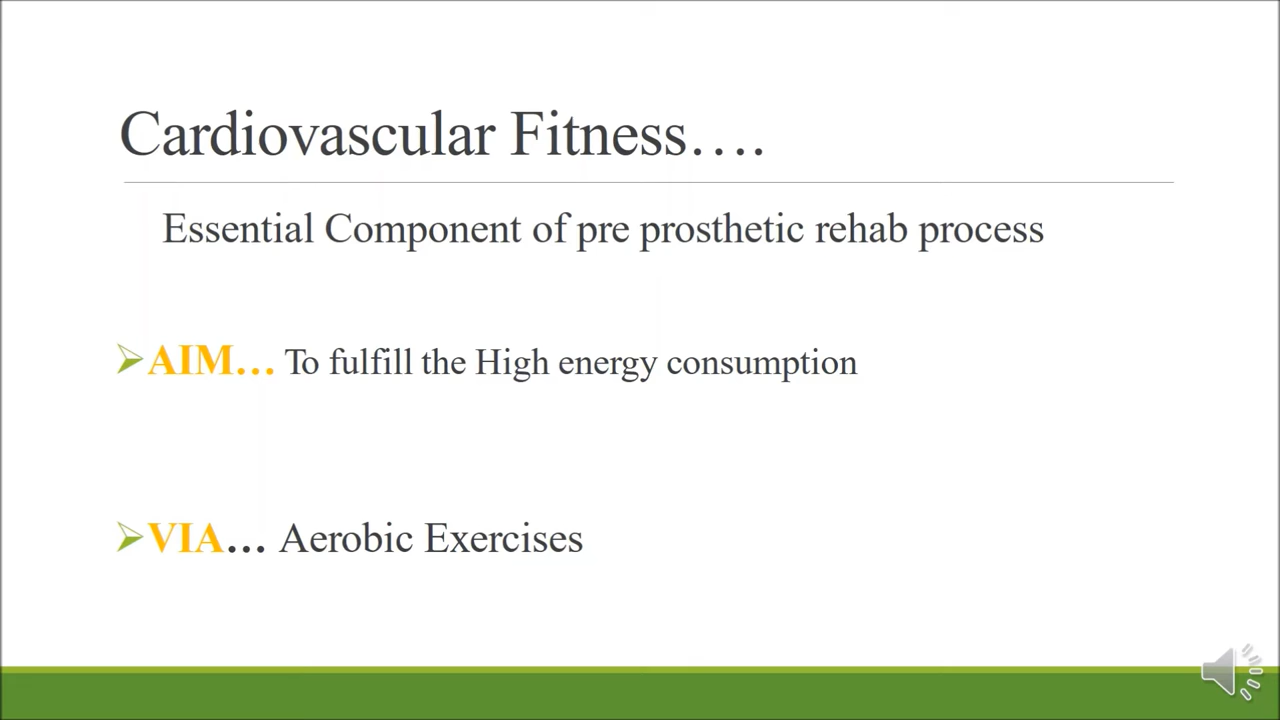 Cardiovascular Fitness….
Essential Component of pre prosthetic rehab process
AIM… To fulfill the High energy consumption
VIA… Aerobic Exercises